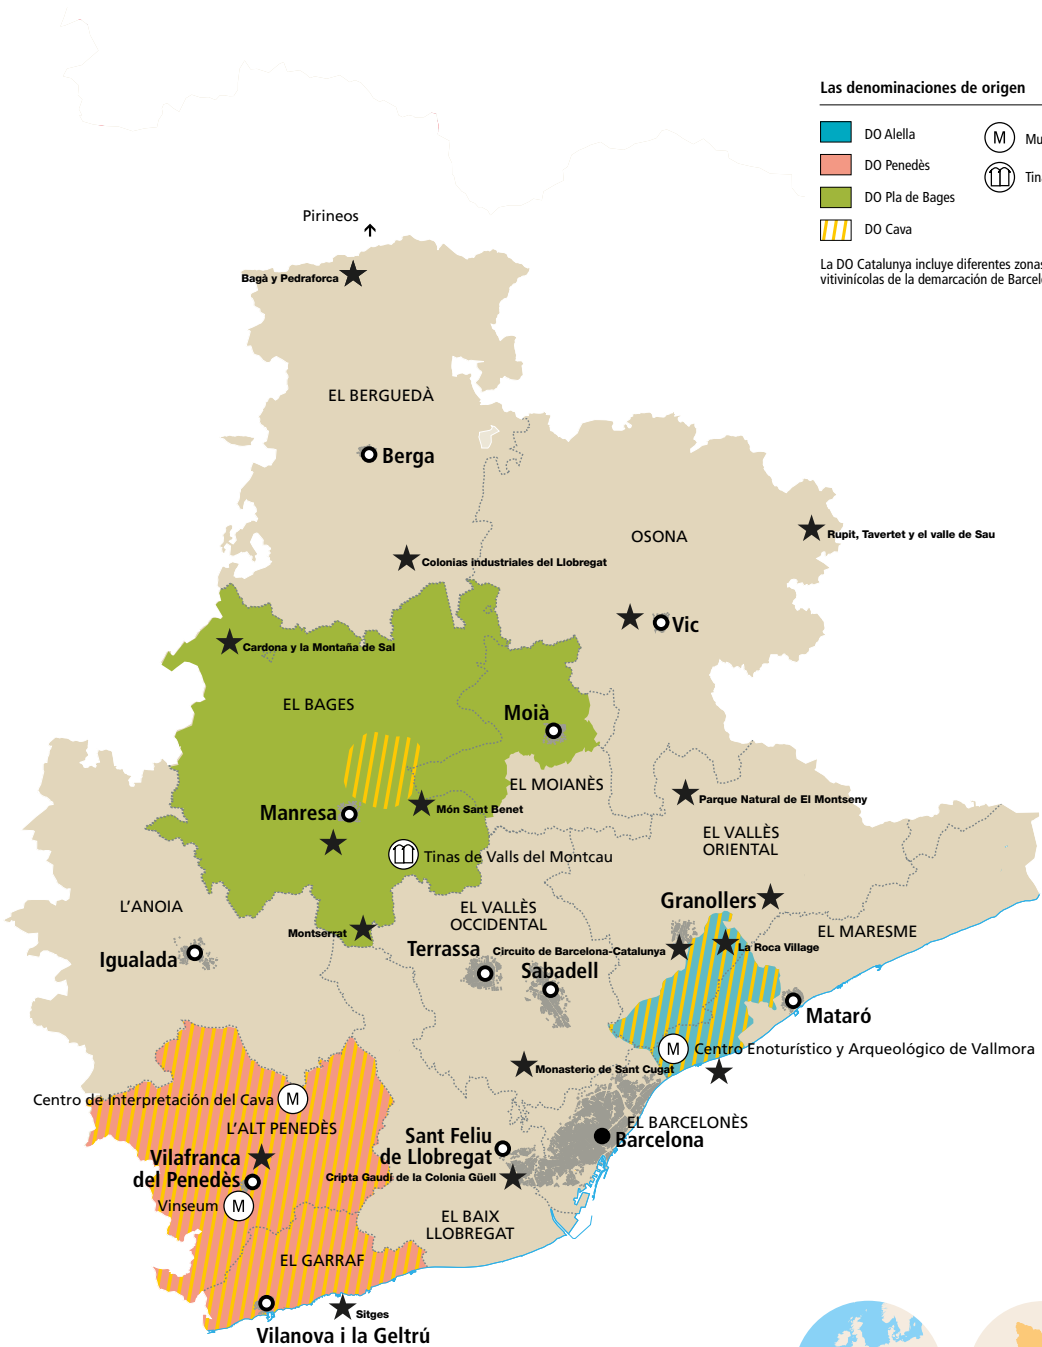 Las denominaciones de origen
DO Alella
DO Penedès
DO Pla de Bages
DO Cava
M
La DO Catalunya incluye diferentes
vitivinícolas de la demarcación de
Pirineos
Bagà y Pedraforca
EL BERGUEDÀ
Berga
OSONA
Rupit, Tavertet y el valle de Sau
Colonias industriales del Llobregat
Vic
Cardona y la Montaña de Sal
EL BAGES
Moià
EL MOIANÈS
Parque Natural de El Montseny
Món Sant Benet
Manresa
Tinas de Valls del Montcau
EL VALLÈS
ORIENTAL
Granollers
L'ANOIA
EL VALLÈS
OCCIDENTAL
EL MARESME
Montserrat
Igualada
Terrassa
Circuito de Barcelona-Catalunya
La Roca Village
Sabadell
Mataró
M
Centro Enoturístico y Arqueológico de Vallmora
Monasterio de Sant Cugat
Centro de Interpretación del Cava
M
L'ALT PENEDÈS
EL BARCELONÈS
Barcelona
Sant Feliu
de Llobregat
Vilafranca
del Penedès
Cripta Gaudí de la Colonia Güell
Vinseum
M
EL BAIX
LLOBREGAT
EL GARRAF
Sitges
Vilanova i la Geltrú